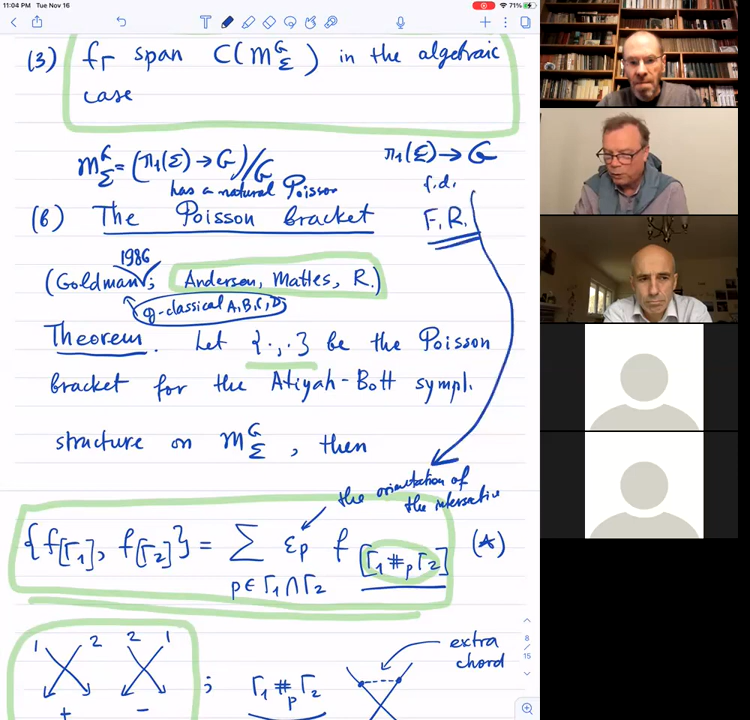 11:04 PM Tue Nov 16
71%
(3) fΓ span C(M^G_Σ) in the algebraic
case
M^G_Σ = (π1(Σ) → G)/G
π1(Σ) → G
has a natural Poisson
f.d.
(6) The Poisson bracket
F.R.
1986
(Goldman; Andersen, Mattes, R.)
g-classical A,B,C,D
Theorem. Let {·,·} be the Poisson
bracket for the Atiyah-Bott sympl.
structure on M^G_Σ, then
the orientation of
the intersection
{f[Γ1], f[Γ2]} = Σ p∈Γ1∩Γ2 εp f[Γ1 #p Γ2] (*)
1 2 2 1
+ -
; Γ1 #p Γ2
extra
chord
8
/
15